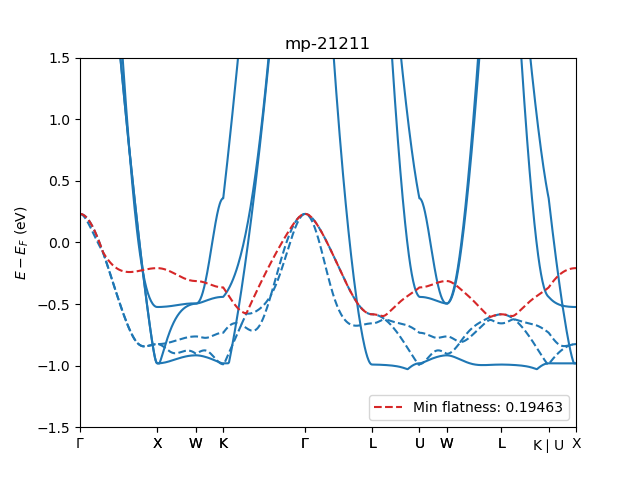 mp-21211
1.5
1.0
0.5
0.0
−0.5
−1.0
−1.5
E − E_F (eV)
Min flatness: 0.19463
Γ X W K Γ L U W L K | U X